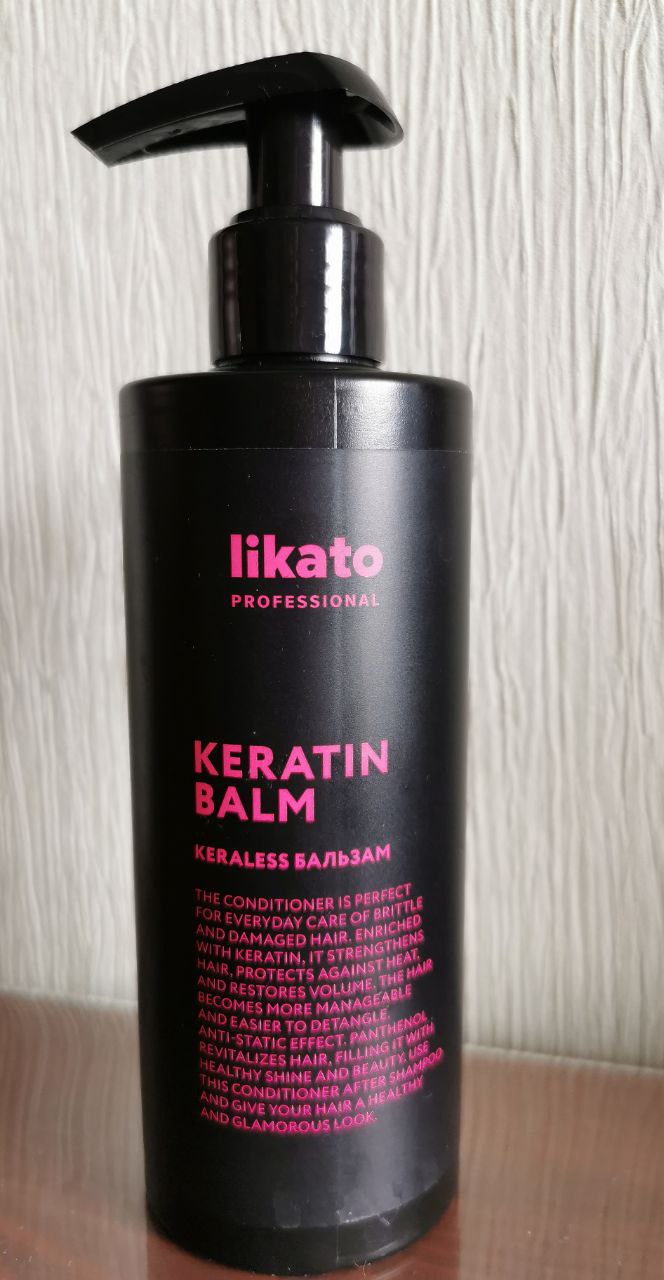 likato
PROFESSIONAL
KERATIN
BALM
KERALESS БАЛЬЗАМ
THE CONDITIONER IS PERFECT
FOR EVERYDAY CARE OF BRITTLE
AND DAMAGED HAIR. ENRICHED
WITH KERATIN, IT STRENGTHENS
HAIR, PROTECTS AGAINST HEAT,
AND RESTORES VOLUME. THE HAIR
BECOMES MORE MANAGEABLE
AND EASIER TO DETANGLE.
ANTI-STATIC EFFECT. PANTHENOL
REVITALIZES HAIR, FILLING IT WITH
HEALTHY SHINE AND BEAUTY. USE
THIS CONDITIONER AFTER SHAMPOO
AND GIVE YOUR HAIR A HEALTHY
AND GLAMOROUS LOOK.